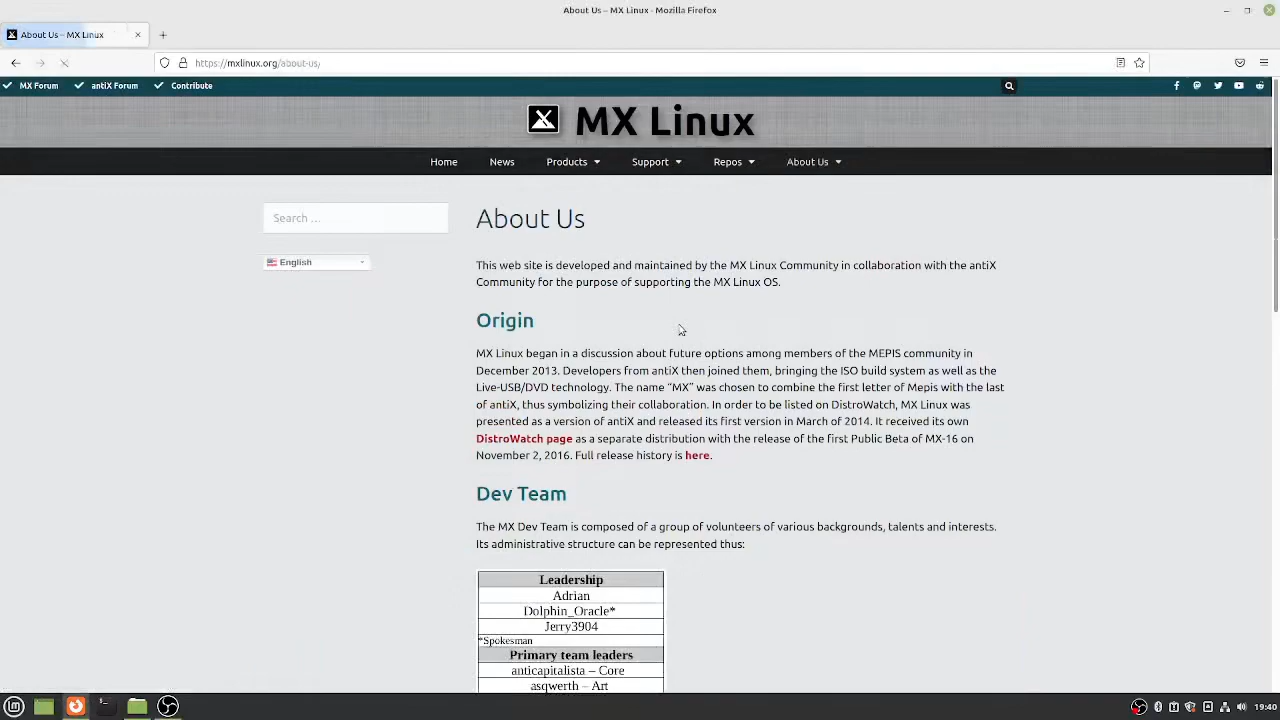 About Us – MX Linux - Mozilla Firefox
About Us – MX Linux
https://mxlinux.org/about-us/
MX Forum
antiX Forum
Contribute
MX Linux
Home
News
Products
Support
Repos
About Us
Search …
English
About Us
This web site is developed and maintained by the MX Linux Community in collaboration with the antiX
Community for the purpose of supporting the MX Linux OS.
Origin
MX Linux began in a discussion about future options among members of the MEPIS community in
December 2013. Developers from antiX then joined them, bringing the ISO build system as well as the
Live-USB/DVD technology. The name “MX” was chosen to combine the first letter of Mepis with the last
of antiX, thus symbolizing their collaboration. In order to be listed on DistroWatch, MX Linux was
presented as a version of antiX and released its first version in March of 2014. It received its own
DistroWatch page as a separate distribution with the release of the first Public Beta of MX-16 on
November 2, 2016. Full release history is here.
Dev Team
The MX Dev Team is composed of a group of volunteers of various backgrounds, talents and interests.
Its administrative structure can be represented thus:
Leadership
Adrian
Dolphin_Oracle*
Jerry3904
*Spokesman
Primary team leaders
anticapitalista – Core
asqwerth – Art
19:40